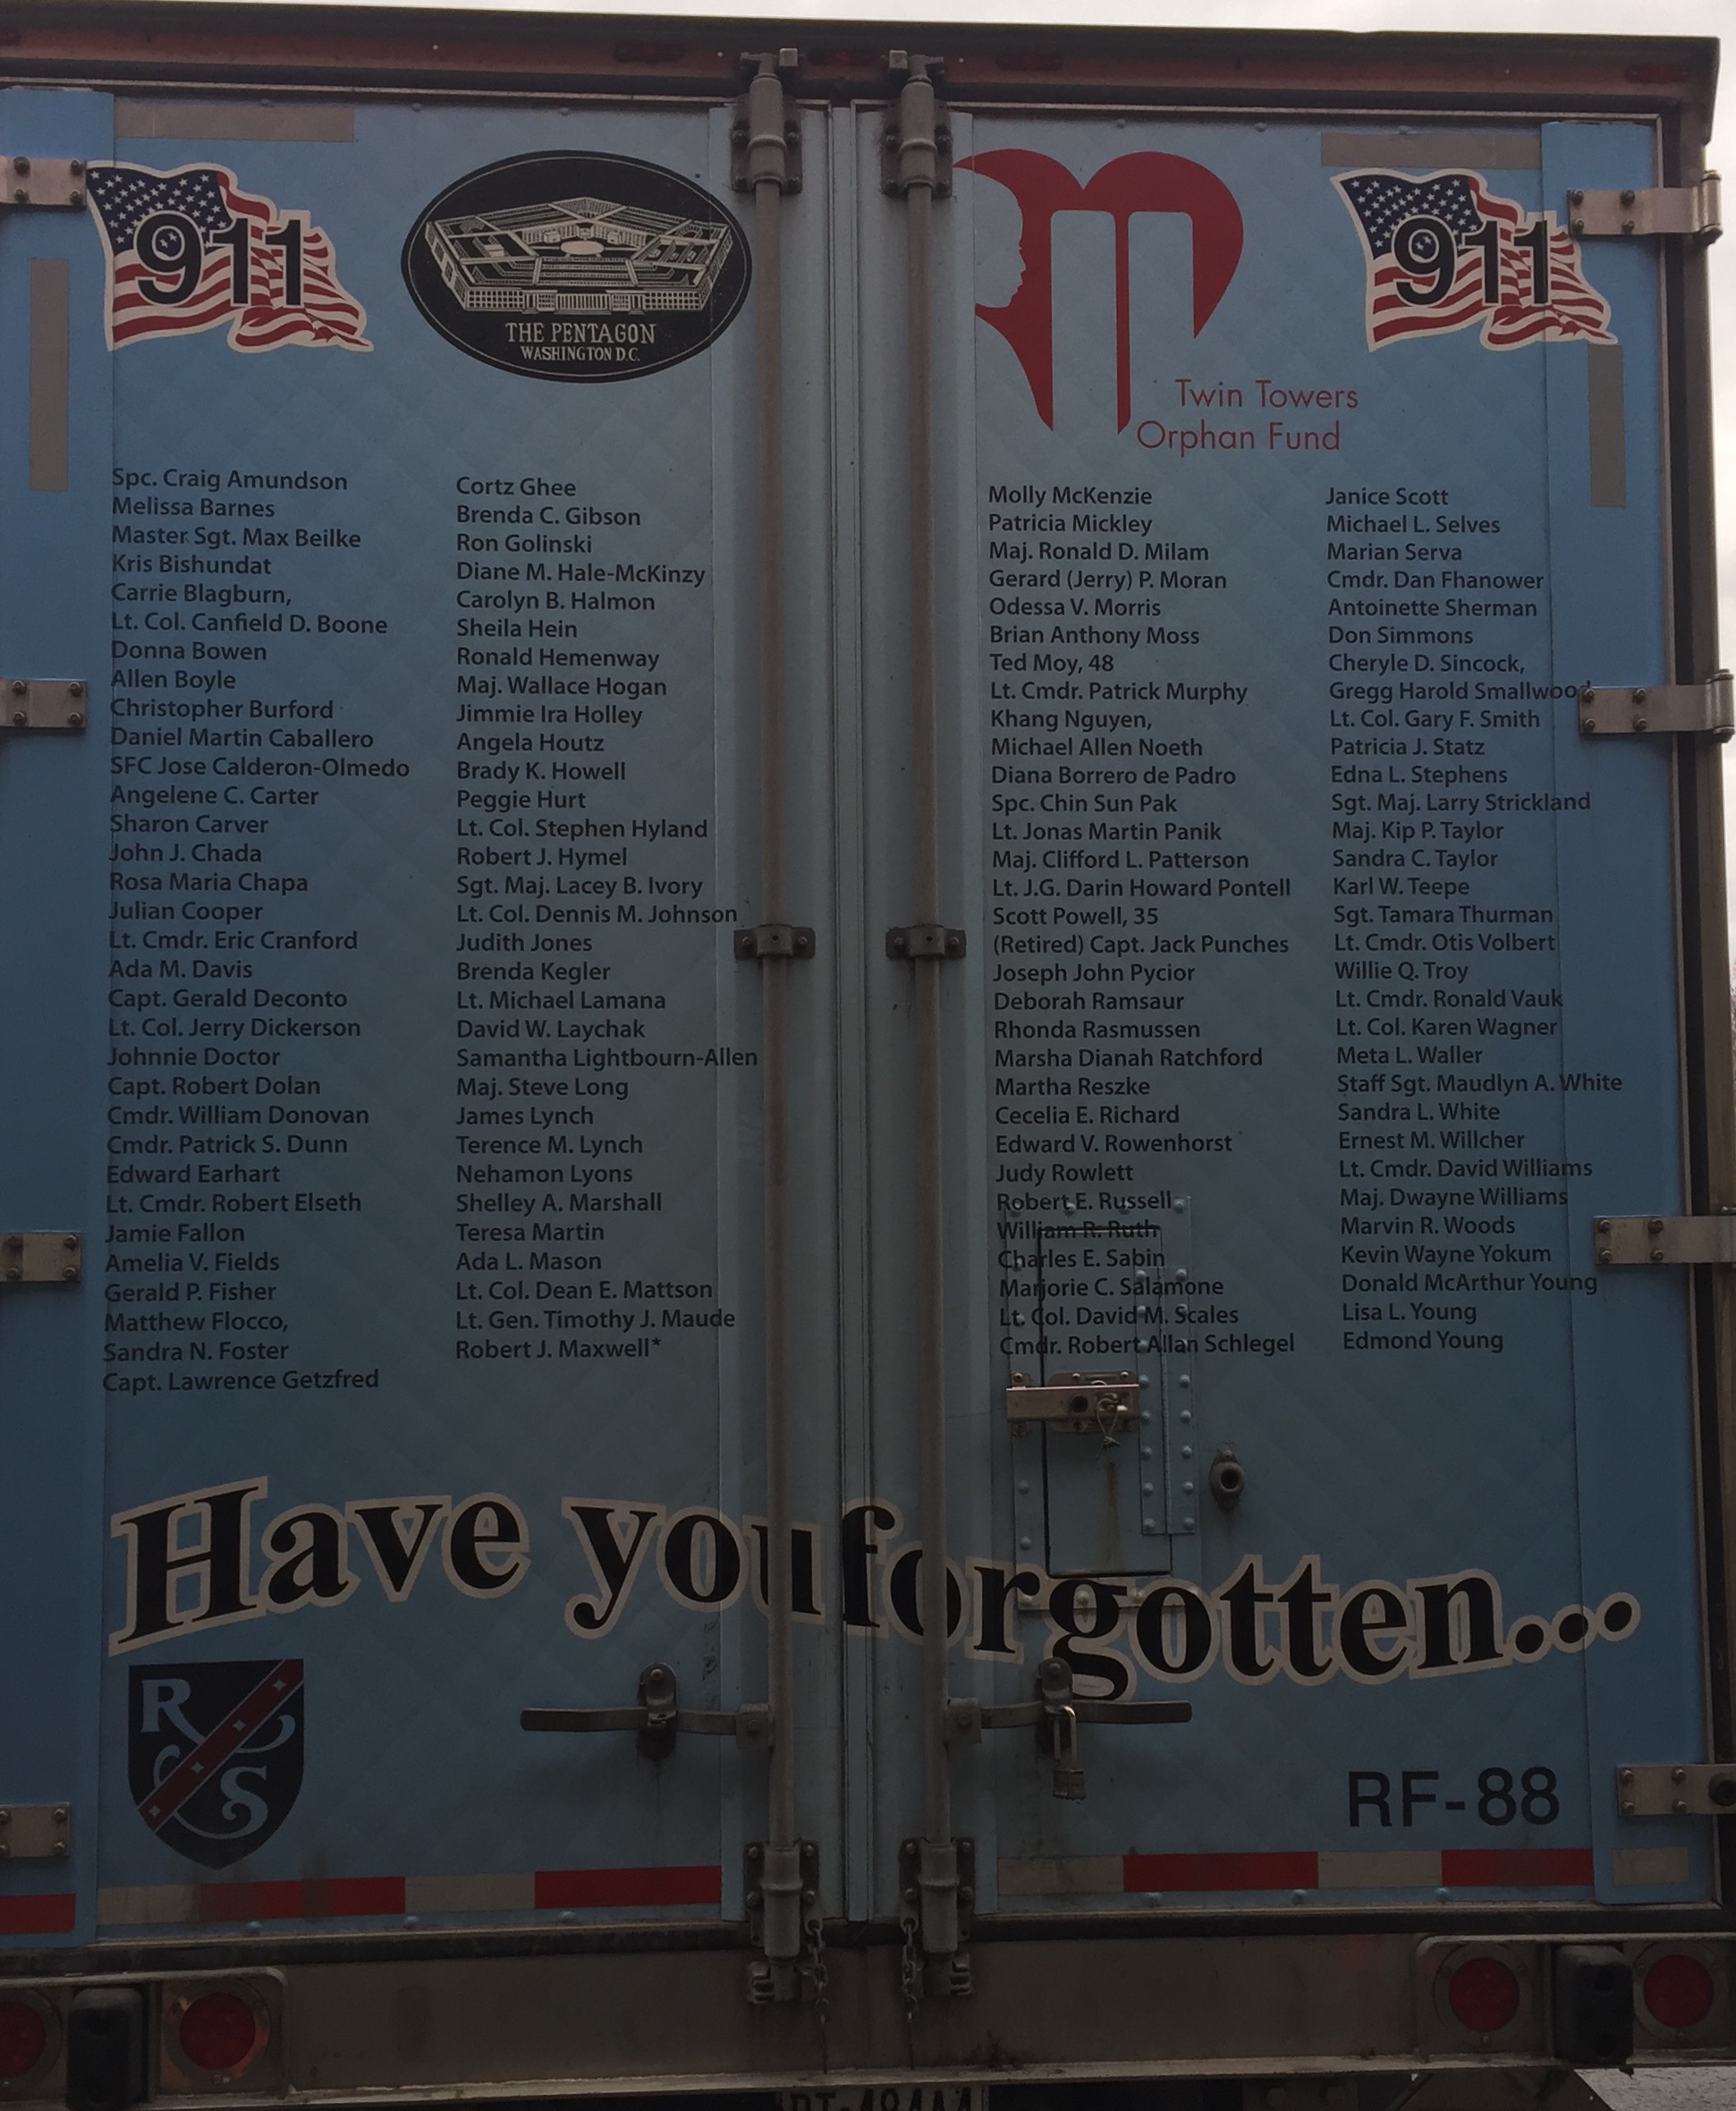 911
THE PENTAGON
WASHINGTON D.C.
911
Twin Towers
Orphan Fund
Spc. Craig Amundson
Melissa Barnes
Master Sgt. Max Beilke
Kris Bishundat
Carrie Blagburn,
Lt. Col. Canfield D. Boone
Donna Bowen
Allen Boyle
Christopher Burford
Daniel Martin Caballero
SFC Jose Calderon-Olmedo
Angelene C. Carter
Sharon Carver
John J. Chada
Rosa Maria Chapa
Julian Cooper
Lt. Cmdr. Eric Cranford
Ada M. Davis
Capt. Gerald Deconto
Lt. Col. Jerry Dickerson
Johnnie Doctor
Capt. Robert Dolan
Cmdr. William Donovan
Cmdr. Patrick S. Dunn
Edward Earhart
Lt. Cmdr. Robert Elseth
Jamie Fallon
Amelia V. Fields
Gerald P. Fisher
Matthew Flocco,
Sandra N. Foster
Capt. Lawrence Getzfred
Cortz Ghee
Brenda C. Gibson
Ron Golinski
Diane M. Hale-McKinzy
Carolyn B. Halmon
Sheila Hein
Ronald Hemenway
Maj. Wallace Hogan
Jimmie Ira Holley
Angela Houtz
Brady K. Howell
Peggie Hurt
Lt. Col. Stephen Hyland
Robert J. Hymel
Sgt. Maj. Lacey B. Ivory
Lt. Col. Dennis M. Johnson
Judith Jones
Brenda Kegler
Lt. Michael Lamana
David W. Laychak
Samantha Lightbourn-Allen
Maj. Steve Long
James Lynch
Terence M. Lynch
Nehamon Lyons
Shelley A. Marshall
Teresa Martin
Ada L. Mason
Lt. Col. Dean E. Mattson
Lt. Gen. Timothy J. Maude
Robert J. Maxwell*
Molly McKenzie
Patricia Mickley
Maj. Ronald D. Milam
Gerard (Jerry) P. Moran
Odessa V. Morris
Brian Anthony Moss
Ted Moy, 48
Lt. Cmdr. Patrick Murphy
Khang Nguyen,
Michael Allen Noeth
Diana Borrero de Padro
Spc. Chin Sun Pak
Lt. Jonas Martin Panik
Maj. Clifford L. Patterson
Lt. J.G. Darin Howard Pontell
Scott Powell, 35
(Retired) Capt. Jack Punches
Joseph John Pycior
Deborah Ramsaur
Rhonda Rasmussen
Marsha Dianah Ratchford
Martha Reszke
Cecelia E. Richard
Edward V. Rowenhorst
Judy Rowlett
Robert E. Russell
William R. Ruth
Charles E. Sabin
Marjorie C. Salamone
Lt. Col. David M. Scales
Cmdr. Robert Allan Schlegel
Janice Scott
Michael L. Selves
Marian Serva
Cmdr. Dan Fhanower
Antoinette Sherman
Don Simmons
Cheryle D. Sincock,
Gregg Harold Smallwood
Lt. Col. Gary F. Smith
Patricia J. Statz
Edna L. Stephens
Sgt. Maj. Larry Strickland
Maj. Kip P. Taylor
Sandra C. Taylor
Karl W. Teepe
Sgt. Tamara Thurman
Lt. Cmdr. Otis Volbert
Willie Q. Troy
Lt. Cmdr. Ronald Vauk
Lt. Col. Karen Wagner
Meta L. Waller
Staff Sgt. Maudlyn A. White
Sandra L. White
Ernest M. Willcher
Lt. Cmdr. David Williams
Maj. Dwayne Williams
Marvin R. Woods
Kevin Wayne Yokum
Donald McArthur Young
Lisa L. Young
Edmond Young
Have you forgotten...
RF-88